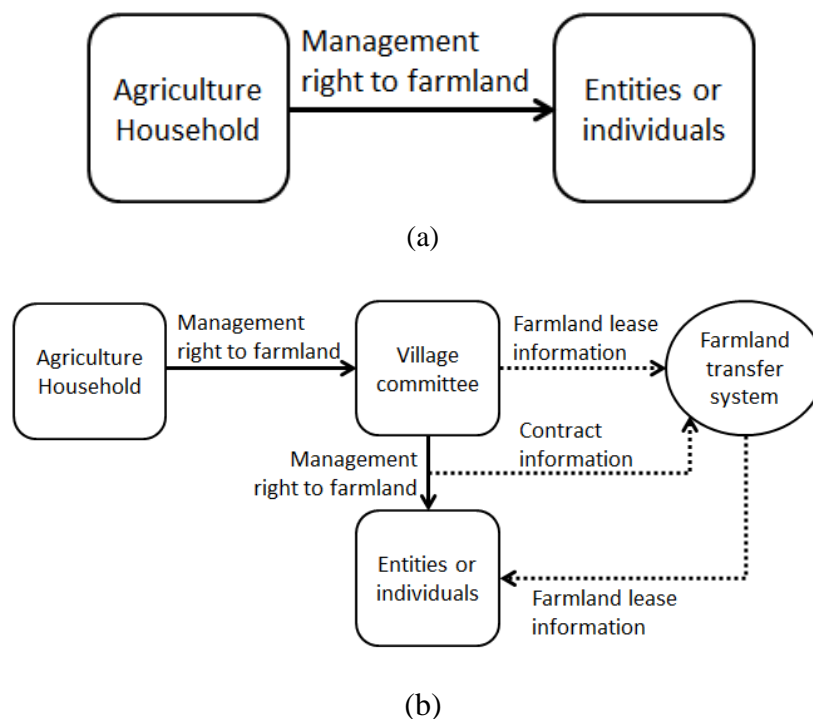 Management
right to farmland
Agriculture
Household
Entities or
individuals
(a)
Agriculture
Household
Management
right to farmland
Village
committee
Farmland lease
information
Farmland
transfer
system
Contract
information
Management
right to farmland
Entities or
individuals
Farmland lease
information
(b)